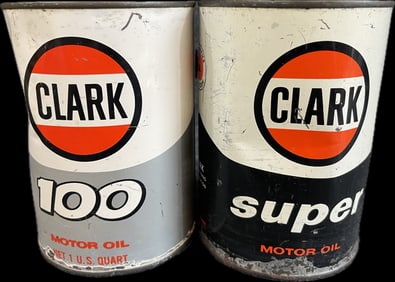 CLARK
100
MOTOR OIL
NET 1 U.S. QUART
CLARK
super
MOTOR OIL